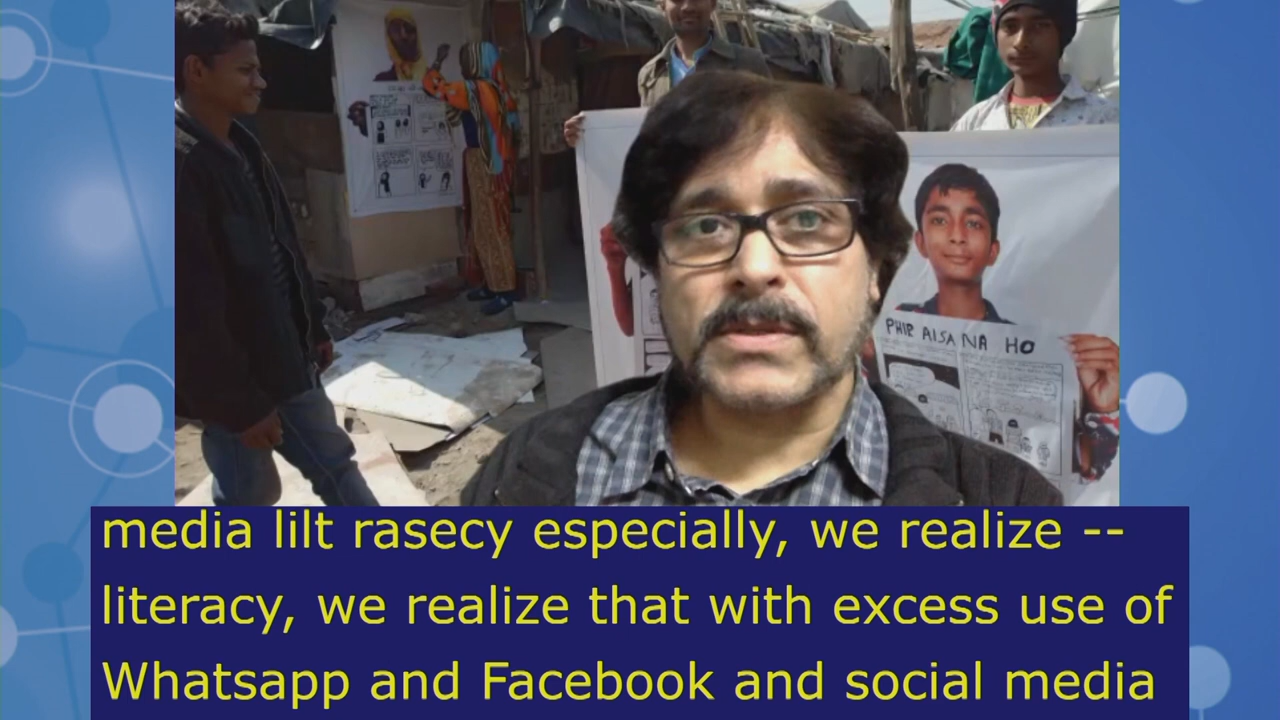 PHIR AISA NA HO
media lilt rasecy especially, we realize --
literacy, we realize that with excess use of
Whatsapp and Facebook and social media